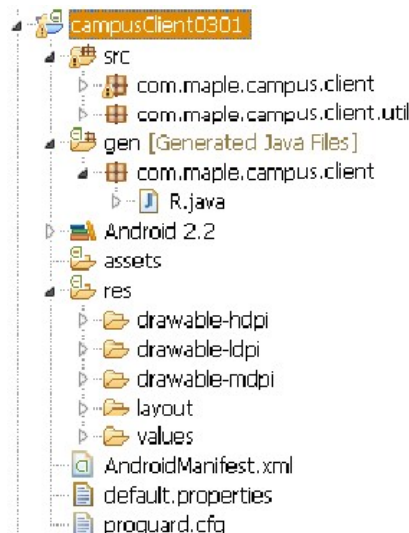 campusClient0301
src
com.maple.campus.client
com.maple.campus.client.util
gen [Generated Java Files]
com.maple.campus.client
R.java
Android 2.2
assets
res
drawable-hdpi
drawable-ldpi
drawable-mdpi
layout
values
AndroidManifest.xml
default.properties
proguard.cfg